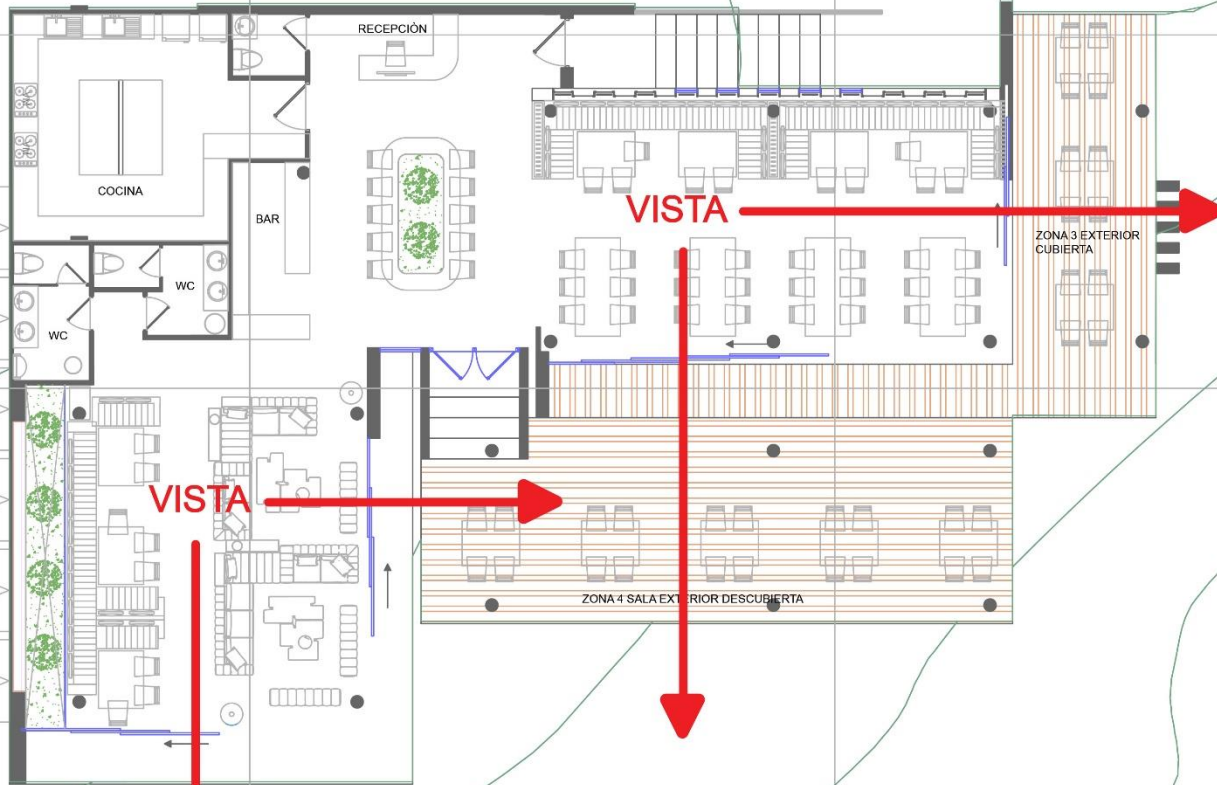 RECEPCIÒN
COCINA
BAR
VISTA
ZONA 3 EXTERIOR
CUBIERTA
WC
WC
VISTA
ZONA 4 SALA EXTERIOR DESCUBIERTA